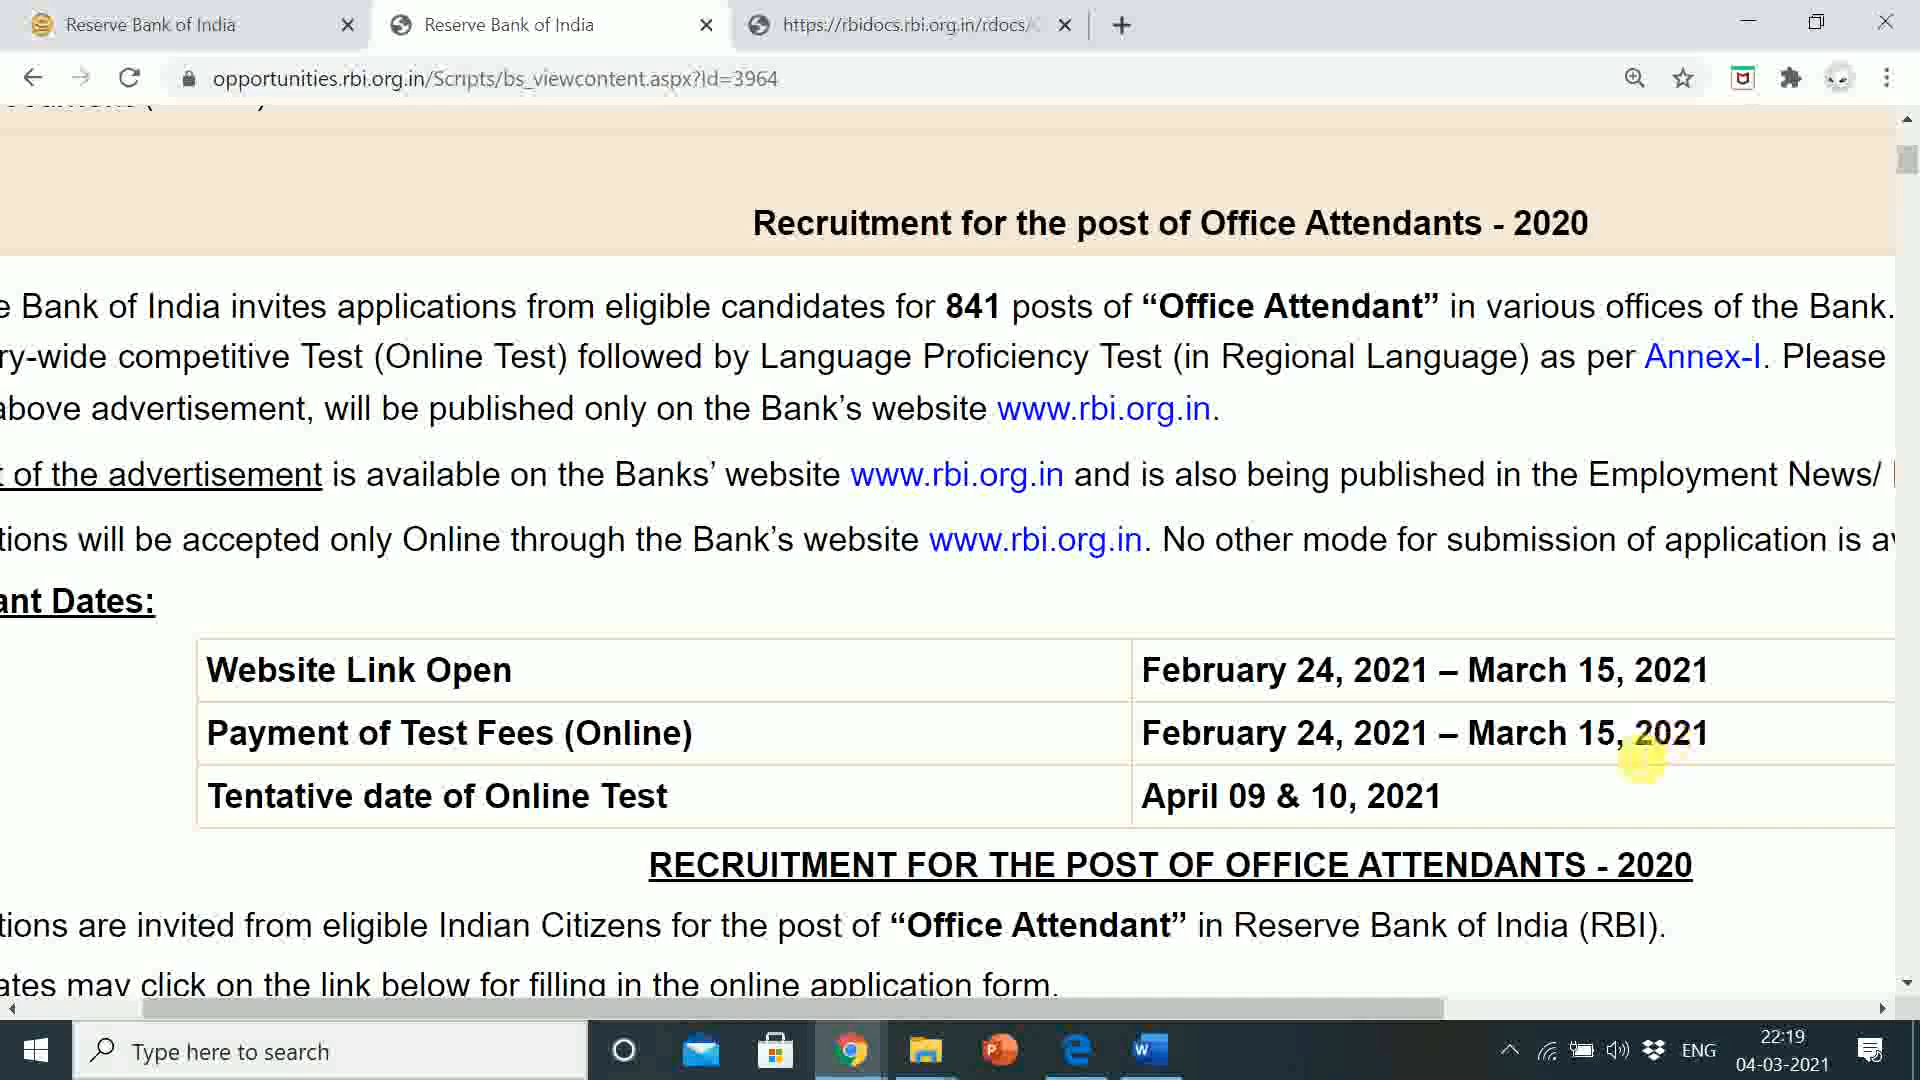 Reserve Bank of India
Reserve Bank of India
https://rbidocs.rbi.org.in/rdocs/
opportunities.rbi.org.in/Scripts/bs_viewcontent.aspx?Id=3964
Recruitment for the post of Office Attendants - 2020
e Bank of India invites applications from eligible candidates for 841 posts of “Office Attendant” in various offices of the Bank.
ry-wide competitive Test (Online Test) followed by Language Proficiency Test (in Regional Language) as per Annex-I. Please
above advertisement, will be published only on the Bank’s website www.rbi.org.in.
t of the advertisement is available on the Banks’ website www.rbi.org.in and is also being published in the Employment News/
tions will be accepted only Online through the Bank’s website www.rbi.org.in. No other mode for submission of application is av
ant Dates:
Website Link Open February 24, 2021 – March 15, 2021
Payment of Test Fees (Online) February 24, 2021 – March 15, 2021
Tentative date of Online Test April 09 & 10, 2021
RECRUITMENT FOR THE POST OF OFFICE ATTENDANTS - 2020
tions are invited from eligible Indian Citizens for the post of “Office Attendant” in Reserve Bank of India (RBI).
ates may click on the link below for filling in the online application form.
Type here to search
ENG
22:19
04-03-2021